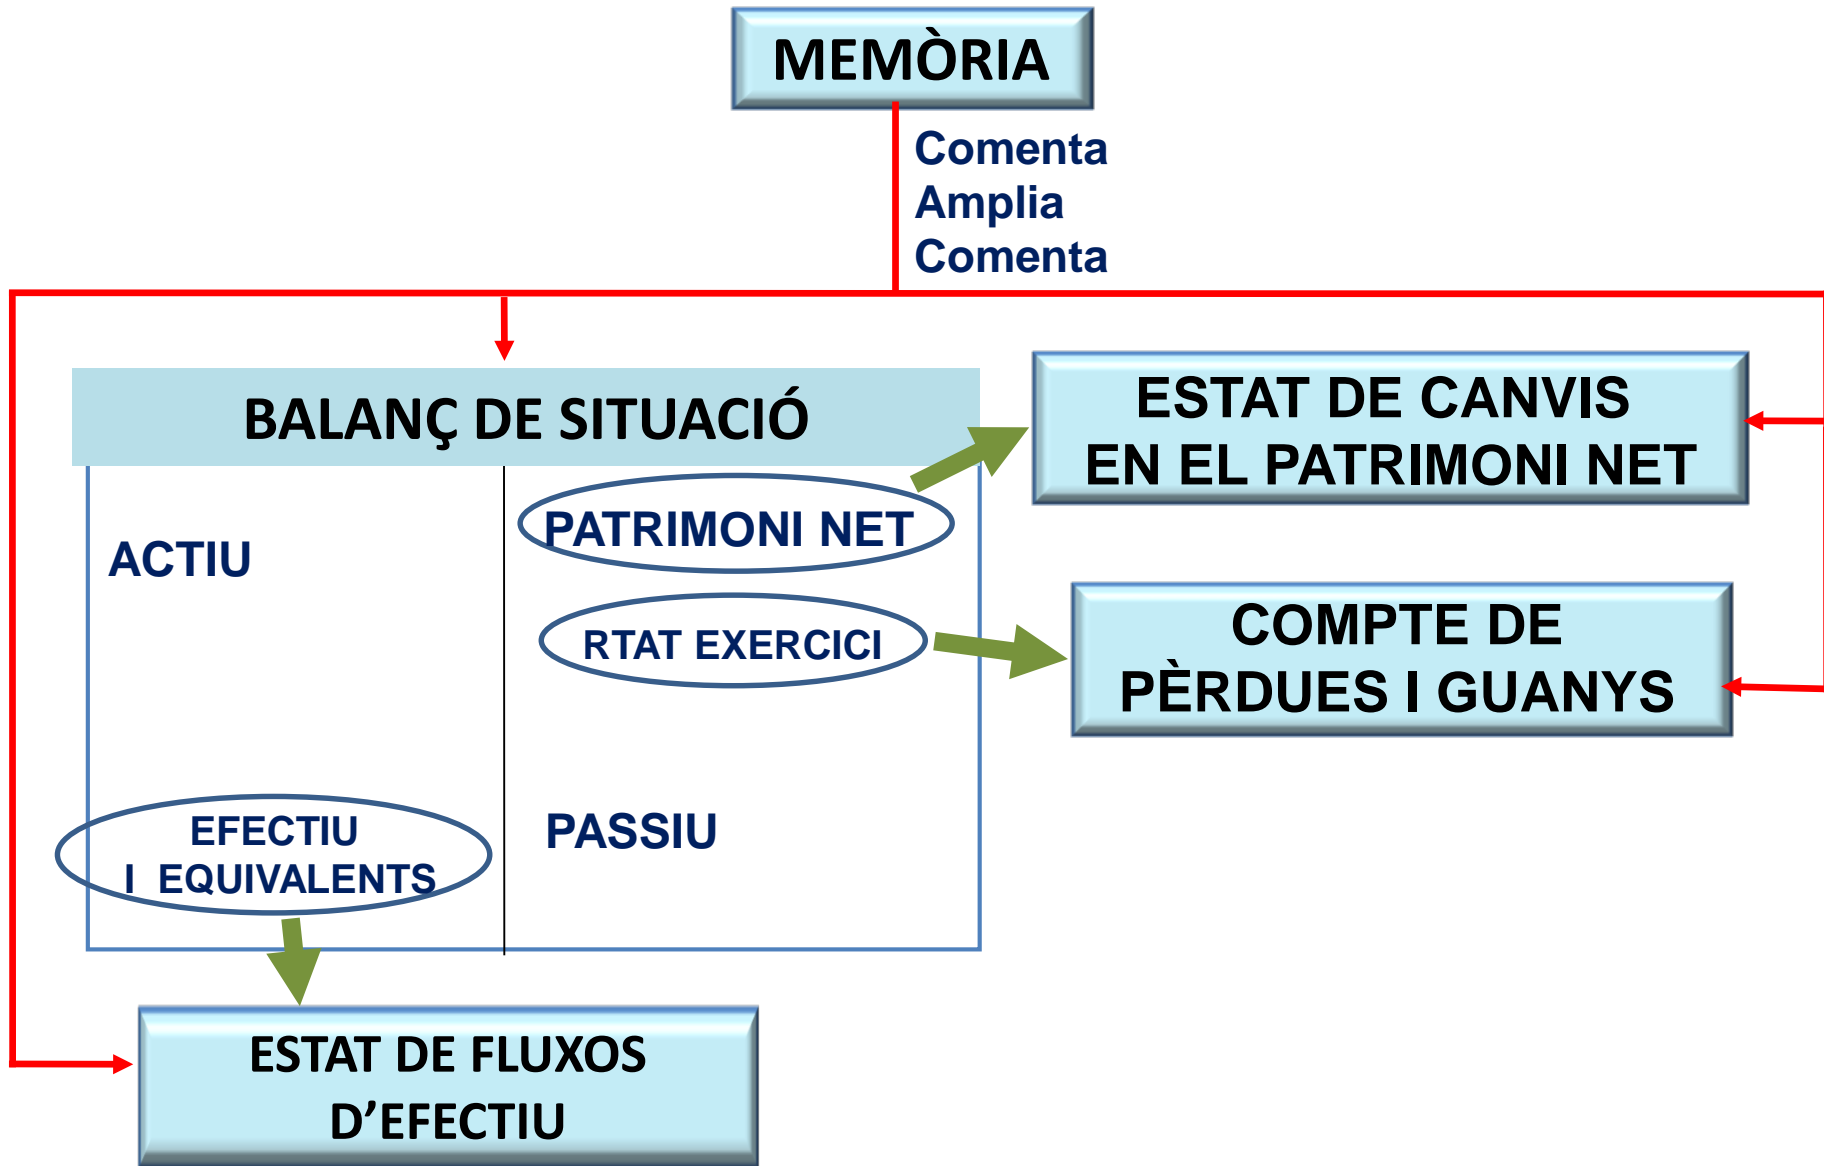 MEMÒRIA
Comenta
Amplia
Comenta
BALANÇ DE SITUACIÓ
ESTAT DE CANVIS
EN EL PATRIMONI NET
PATRIMONI NET
ACTIU
RTAT EXERCICI
COMPTE DE
PÈRDUES I GUANYS
EFECTIU
I EQUIVALENTS
PASSIU
ESTAT DE FLUXOS
D’EFECTIU